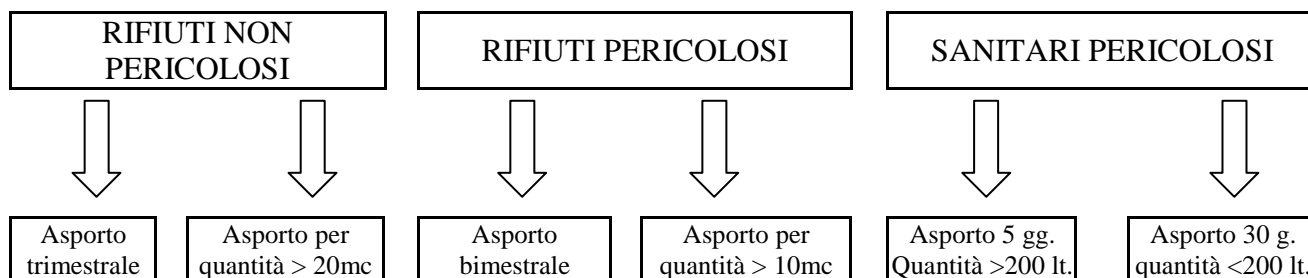 RIFIUTI NON
PERICOLOSI
RIFIUTI PERICOLOSI
SANITARI PERICOLOSI
Asporto
trimestrale
Asporto per
quantità > 20mc
Asporto
bimestrale
Asporto per
quantità > 10mc
Asporto 5 gg.
Quantità >200 lt.
Asporto 30 g.
quantità <200 lt.